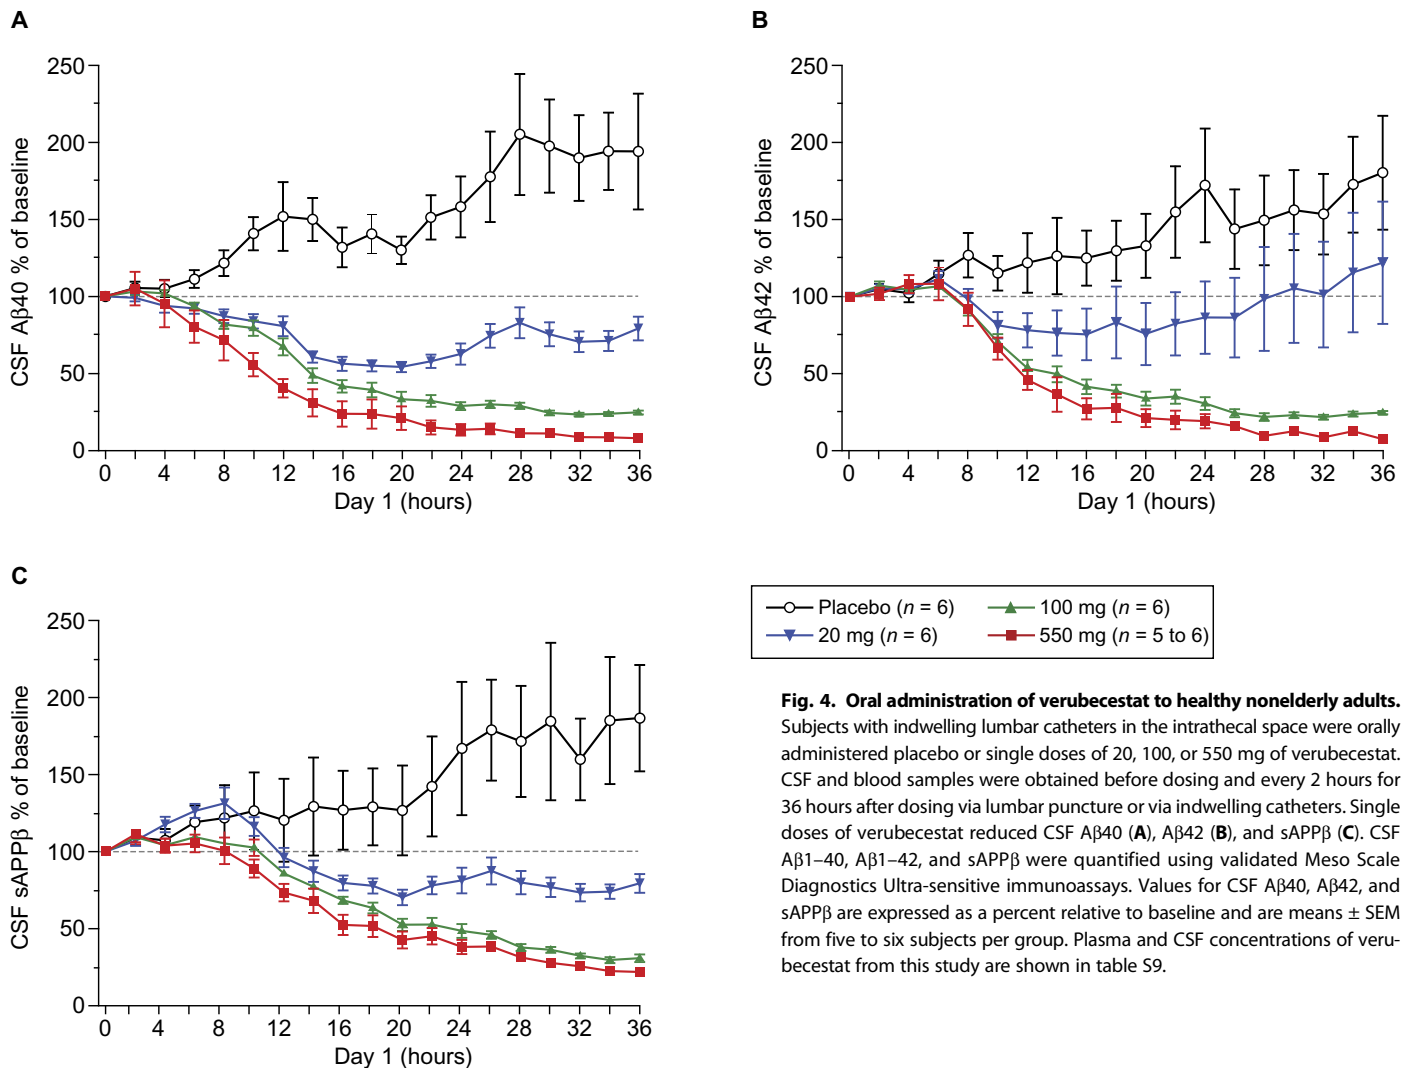 A
250
200
150
100
50
0
CSF Aβ40 % of baseline
0 4 8 12 16 20 24 28 32 36
Day 1 (hours)
B
250
200
150
100
50
0
CSF Aβ42 % of baseline
0 4 8 12 16 20 24 28 32 36
Day 1 (hours)
C
250
200
150
100
50
0
CSF sAPPβ % of baseline
0 4 8 12 16 20 24 28 32 36
Day 1 (hours)
Placebo (n = 6) 100 mg (n = 6)
20 mg (n = 6) 550 mg (n = 5 to 6)
Fig. 4. Oral administration of verubecestat to healthy nonelderly adults.
Subjects with indwelling lumbar catheters in the intrathecal space were orally
administered placebo or single doses of 20, 100, or 550 mg of verubecestat.
CSF and blood samples were obtained before dosing and every 2 hours for
36 hours after dosing via lumbar puncture or via indwelling catheters. Single
doses of verubecestat reduced CSF Aβ40 (A), Aβ42 (B), and sAPPβ (C). CSF
Aβ1–40, Aβ1–42, and sAPPβ were quantified using validated Meso Scale
Diagnostics Ultra-sensitive immunoassays. Values for CSF Aβ40, Aβ42, and
sAPPβ are expressed as a percent relative to baseline and are means ± SEM
from five to six subjects per group. Plasma and CSF concentrations of veru-
becestat from this study are shown in table S9.